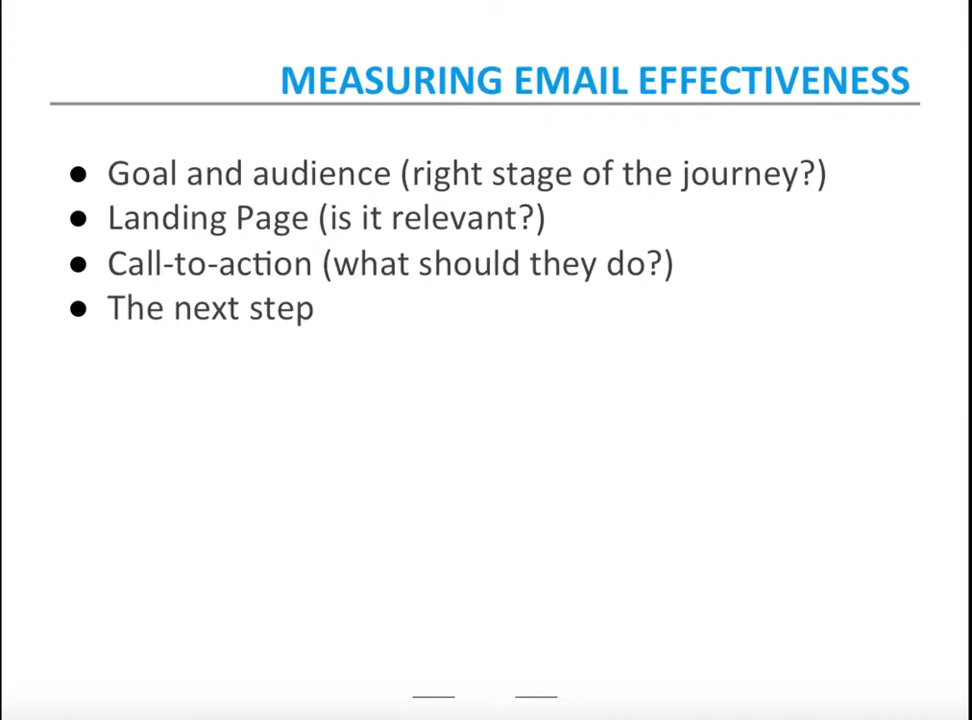 MEASURING EMAIL EFFECTIVENESS
● Goal and audience (right stage of the journey?)
● Landing Page (is it relevant?)
● Call-to-action (what should they do?)
● The next step